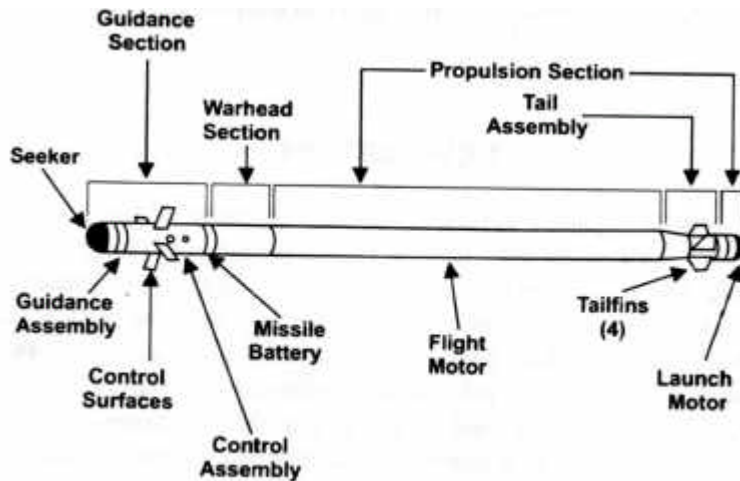 Guidance
Section
Propulsion Section
Warhead
Section
Tail
Assembly
Seeker
Guidance
Assembly
Missile
Battery
Flight
Motor
Tailfins
(4)
Control
Surfaces
Launch
Motor
Control
Assembly